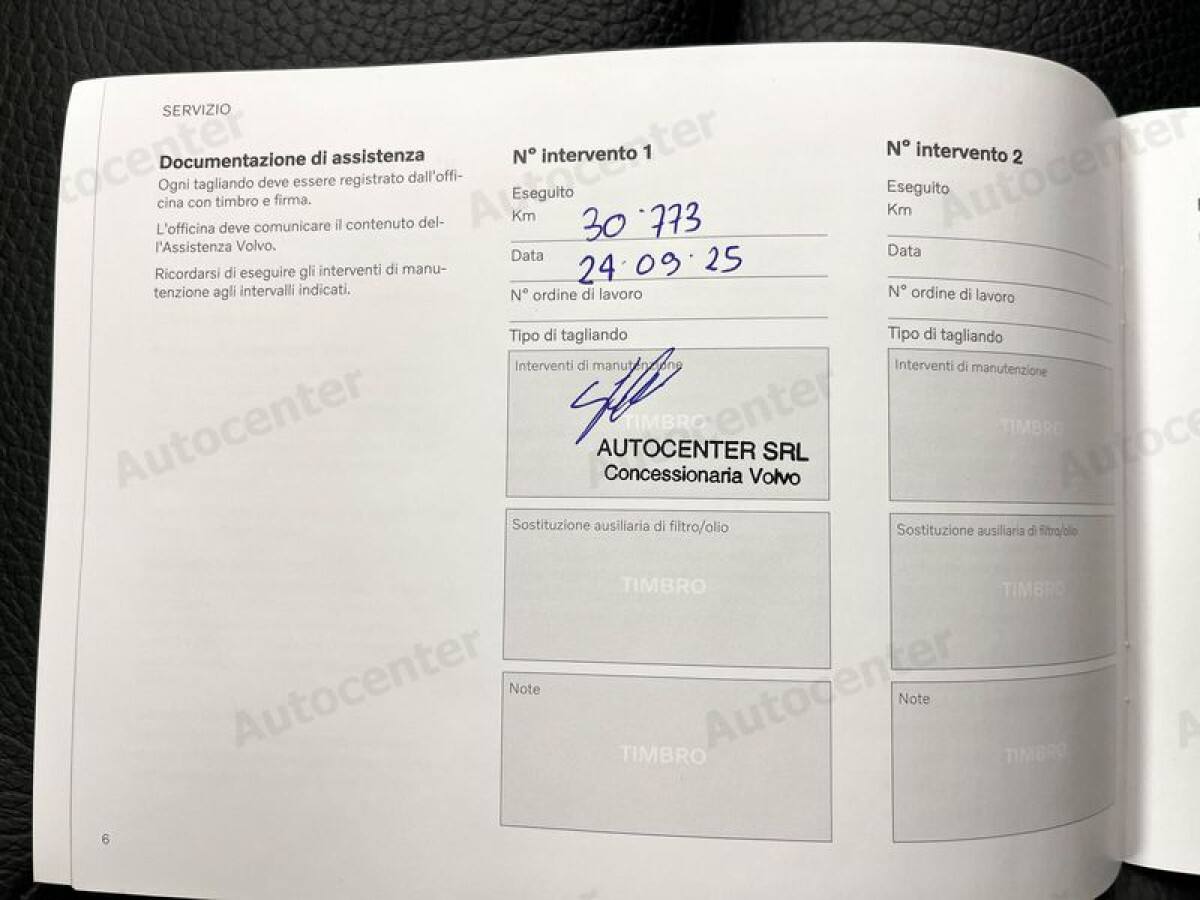 SERVIZIO
Documentazione di assistenza
Ogni tagliando deve essere registrato dall'offi-
cina con timbro e firma.
L'officina deve comunicare il contenuto del-
l'Assistenza Volvo.
Ricordarsi di eseguire gli interventi di manu-
tenzione agli intervalli indicati.
N° intervento 1
Eseguito
Km 30.773
Data 24.09.25
N° ordine di lavoro
Tipo di tagliando
Interventi di manutenzione
TIMBRO
AUTOCENTER SRL
Concessionaria Volvo
Sostituzione ausiliaria di filtro/olio
TIMBRO
Note
TIMBRO
N° intervento 2
Eseguito
Km
Data
N° ordine di lavoro
Tipo di tagliando
Interventi di manutenzione
TIMBRO
Sostituzione ausiliaria di filtro/olio
TIMBRO
Note
TIMBRO
6
Autocenter
Autocenter
Autocenter
Autocenter
Autocenter
Autocenter
Autocenter